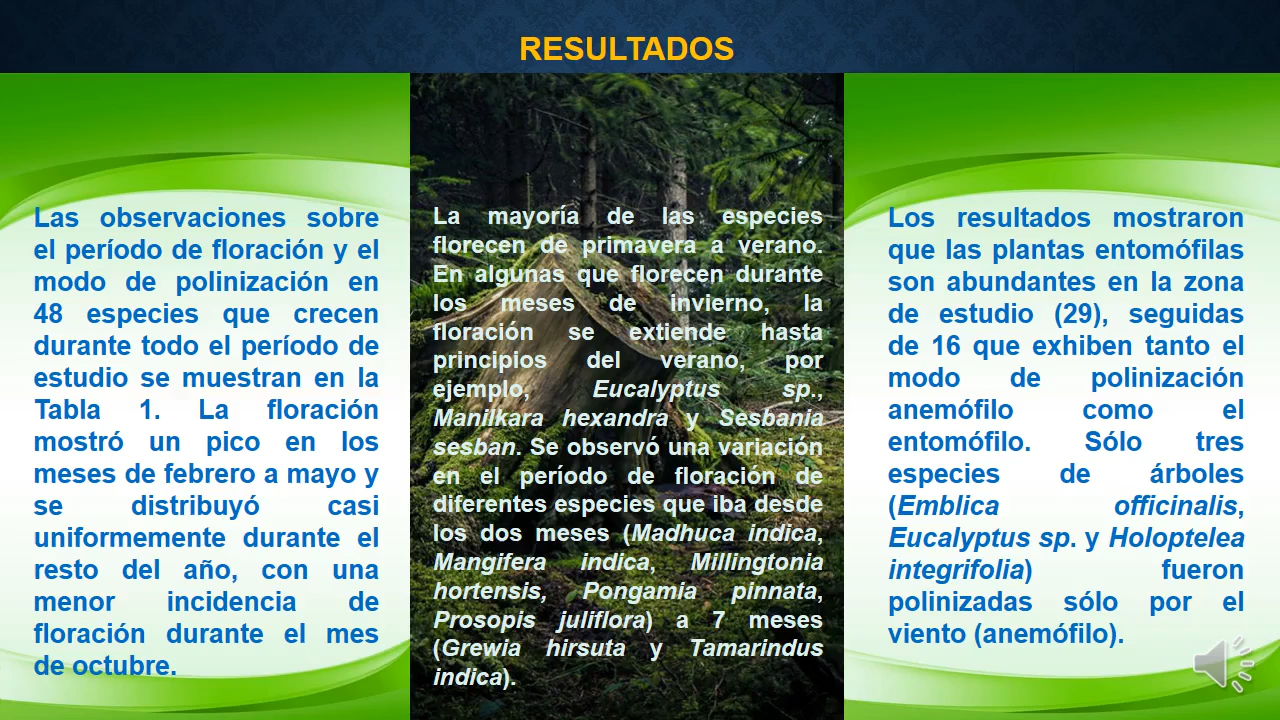 RESULTADOS
Las observaciones sobre
el período de floración y el
modo de polinización en
48 especies que crecen
durante todo el período de
estudio se muestran en la
Tabla 1. La floración
mostró un pico en los
meses de febrero a mayo y
se distribuyó casi
uniformemente durante el
resto del año, con una
menor incidencia de
floración durante el mes
de octubre.
La mayoría de las especies
florecen de primavera a verano.
En algunas que florecen durante
los meses de invierno, la
floración se extiende hasta
principios del verano, por
ejemplo, Eucalyptus sp.,
Manilkara hexandra y Sesbania
sesban. Se observó una variación
en el período de floración de
diferentes especies que iba desde
los dos meses (Madhuca indica,
Mangifera indica, Millingtonia
hortensis, Pongamia pinnata,
Prosopis juliflora) a 7 meses
(Grewia hirsuta y Tamarindus
indica).
Los resultados mostraron
que las plantas entomófilas
son abundantes en la zona
de estudio (29), seguidas
de 16 que exhiben tanto el
modo de polinización
anemófilo como el
entomófilo. Sólo tres
especies de árboles
(Emblica officinalis,
Eucalyptus sp. y Holoptelea
integrifolia) fueron
polinizadas sólo por el
viento (anemófilo).